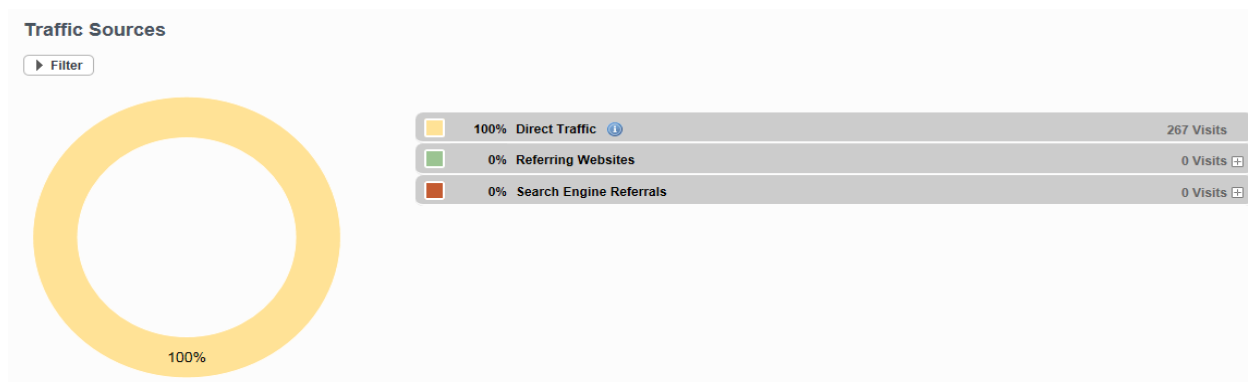 Traffic Sources
Filter
100% Direct Traffic 267 Visits
0% Referring Websites 0 Visits
0% Search Engine Referrals 0 Visits
100%